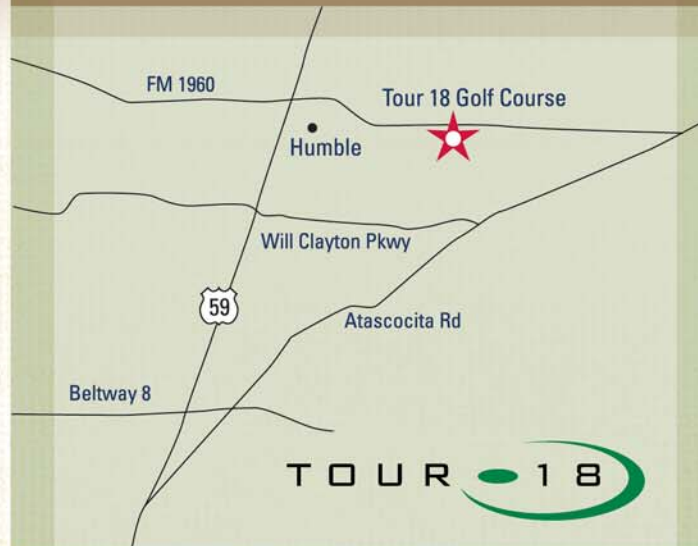 FM 1960
Tour 18 Golf Course
Humble
Will Clayton Pkwy
59
Atascocita Rd
Beltway 8
TOUR 18